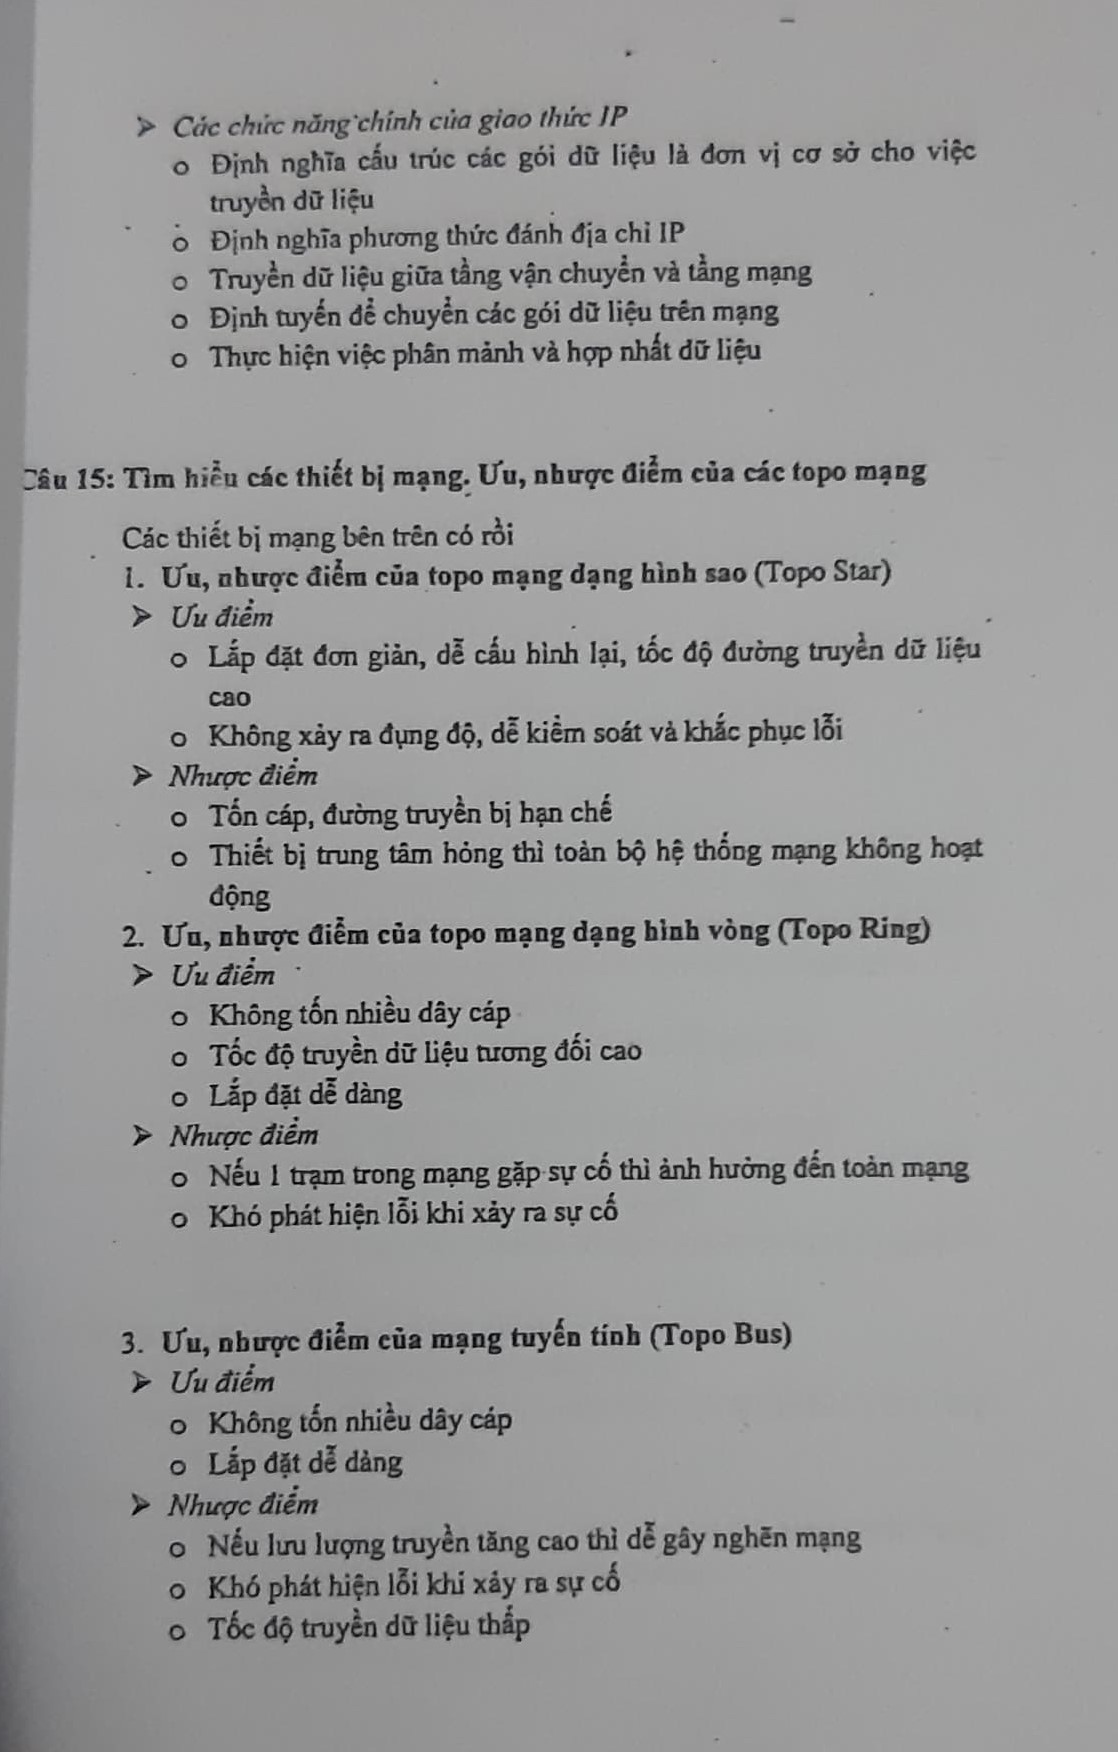 ➢ Các chức năng chính của giao thức IP
o Định nghĩa cấu trúc các gói dữ liệu là đơn vị cơ sở cho việc
truyền dữ liệu
o Định nghĩa phương thức đánh địa chỉ IP
o Truyền dữ liệu giữa tầng vận chuyển và tầng mạng
o Định tuyến để chuyển các gói dữ liệu trên mạng
o Thực hiện việc phân mảnh và hợp nhất dữ liệu
Câu 15: Tìm hiểu các thiết bị mạng. Ưu, nhược điểm của các topo mạng
Các thiết bị mạng bên trên có rồi
1. Ưu, nhược điểm của topo mạng dạng hình sao (Topo Star)
➢ Ưu điểm
o Lắp đặt đơn giản, dễ cấu hình lại, tốc độ đường truyền dữ liệu
cao
o Không xảy ra đụng độ, dễ kiểm soát và khắc phục lỗi
➢ Nhược điểm
o Tốn cáp, đường truyền bị hạn chế
o Thiết bị trung tâm hỏng thì toàn bộ hệ thống mạng không hoạt
động
2. Ưu, nhược điểm của topo mạng dạng hình vòng (Topo Ring)
➢ Ưu điểm
o Không tốn nhiều dây cáp
o Tốc độ truyền dữ liệu tương đối cao
o Lắp đặt dễ dàng
➢ Nhược điểm
o Nếu 1 trạm trong mạng gặp sự cố thì ảnh hưởng đến toàn mạng
o Khó phát hiện lỗi khi xảy ra sự cố
3. Ưu, nhược điểm của mạng tuyến tính (Topo Bus)
➢ Ưu điểm
o Không tốn nhiều dây cáp
o Lắp đặt dễ dàng
➢ Nhược điểm
o Nếu lưu lượng truyền tăng cao thì dễ gây nghẽn mạng
o Khó phát hiện lỗi khi xảy ra sự cố
o Tốc độ truyền dữ liệu thấp